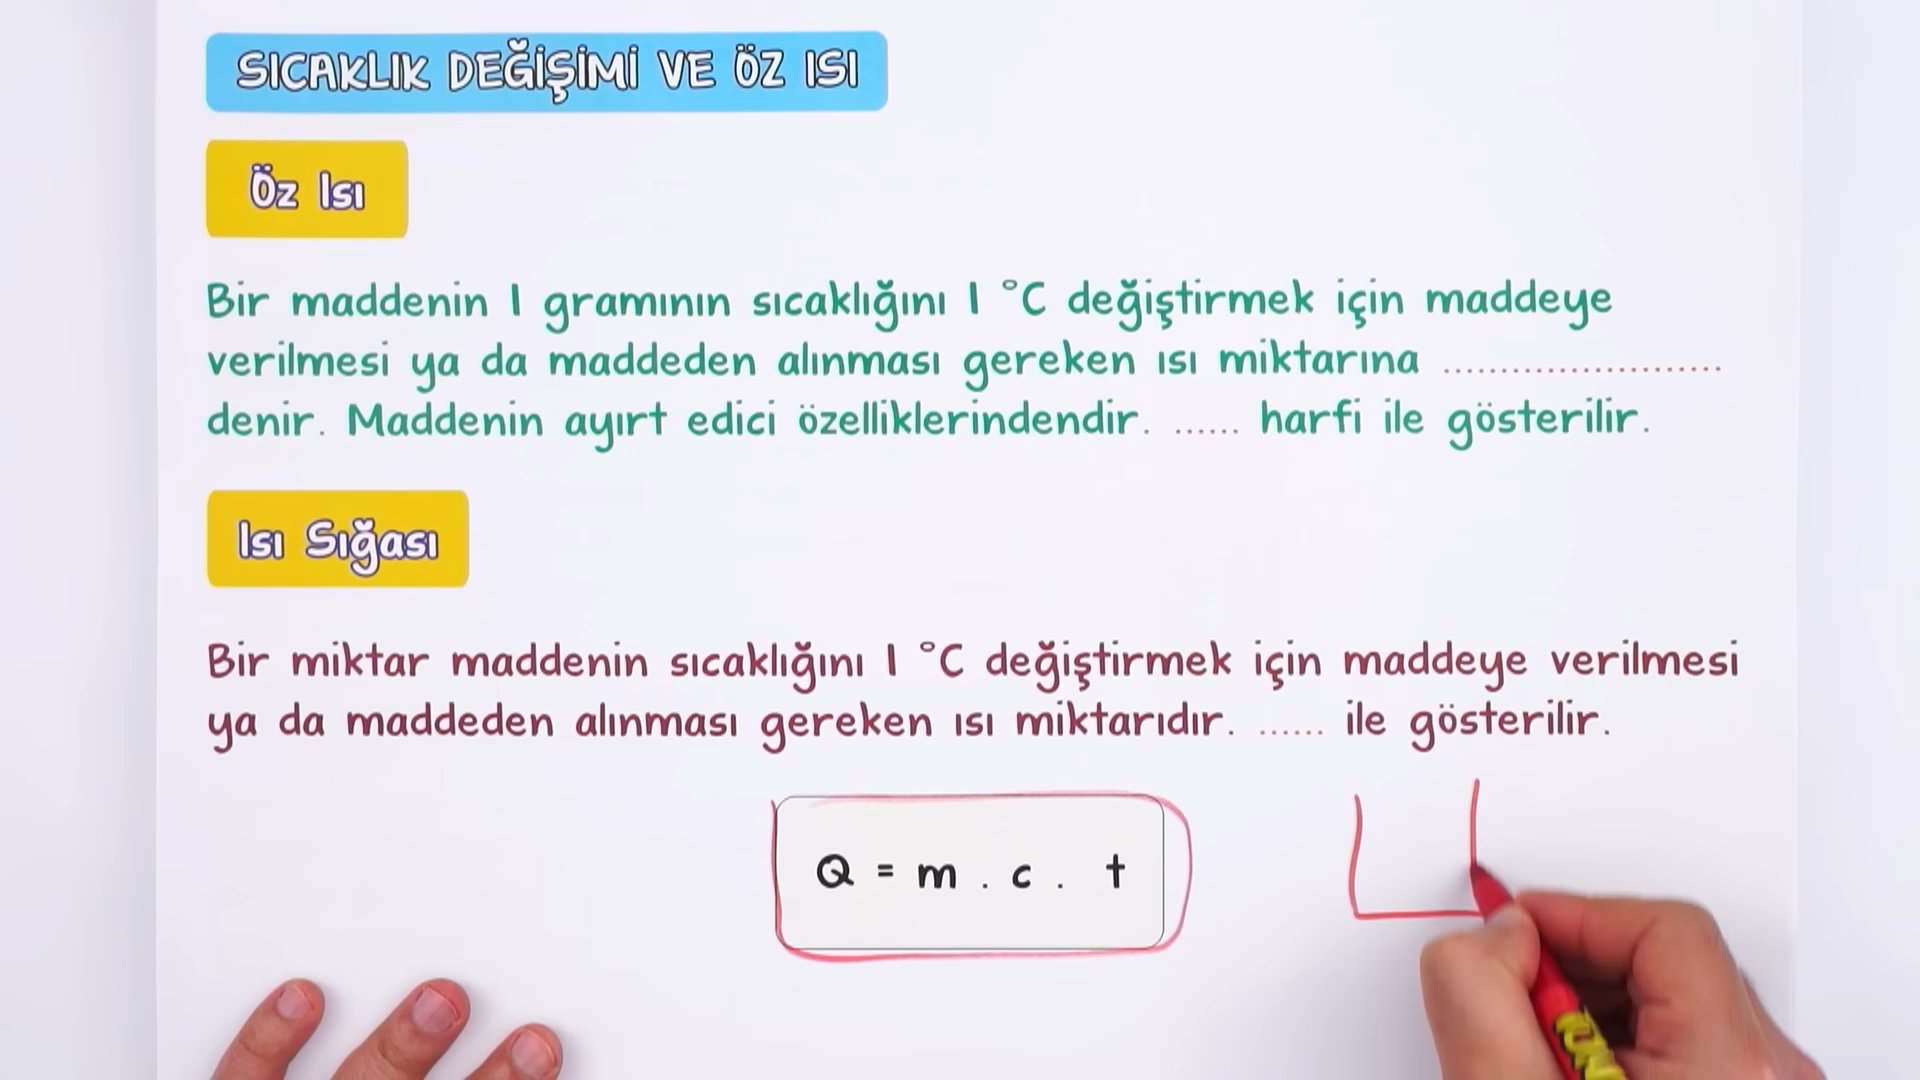 SICAKLIK DEĞİŞİMİ VE ÖZ ISI
Öz Isı
Bir maddenin 1 gramının sıcaklığını 1 °C değiştirmek için maddeye
verilmesi ya da maddeden alınması gereken ısı miktarına ........................
denir. Maddenin ayırt edici özelliklerindendir. ...... harfi ile gösterilir.
Isı Sığası
Bir miktar maddenin sıcaklığını 1 °C değiştirmek için maddeye verilmesi
ya da maddeden alınması gereken ısı miktarıdır. ...... ile gösterilir.
Q = m . c . t